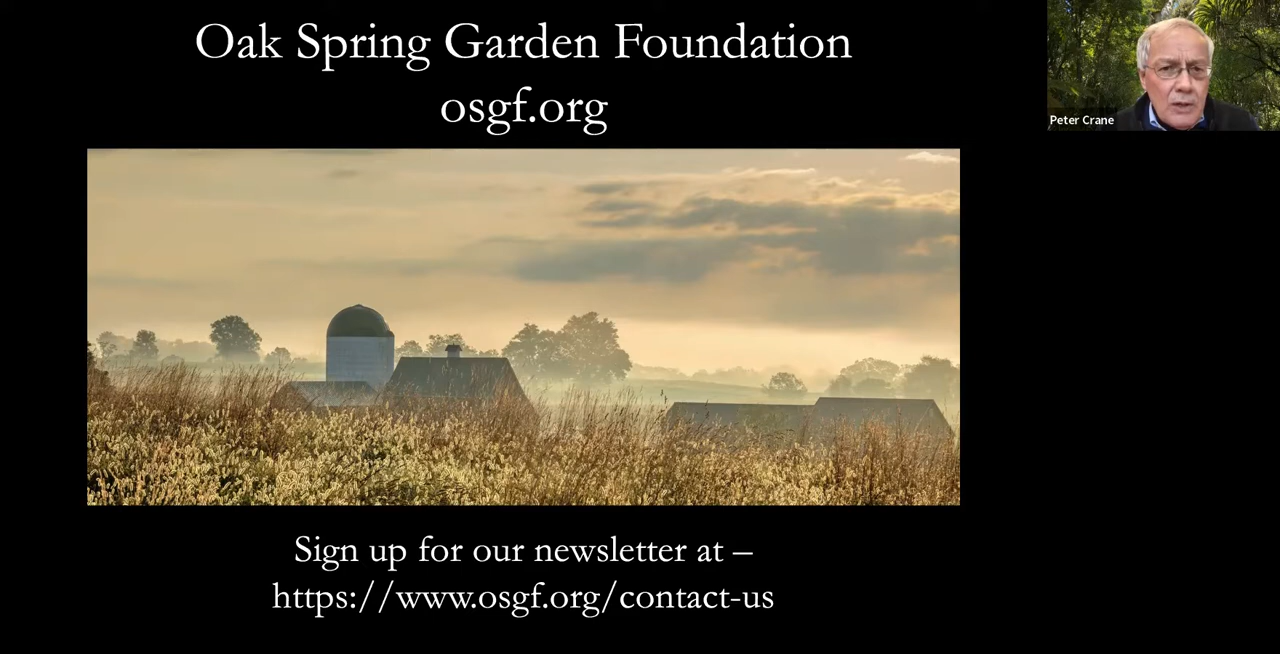 Oak Spring Garden Foundation
osgf.org
Peter Crane
Sign up for our newsletter at –
https://www.osgf.org/contact-us